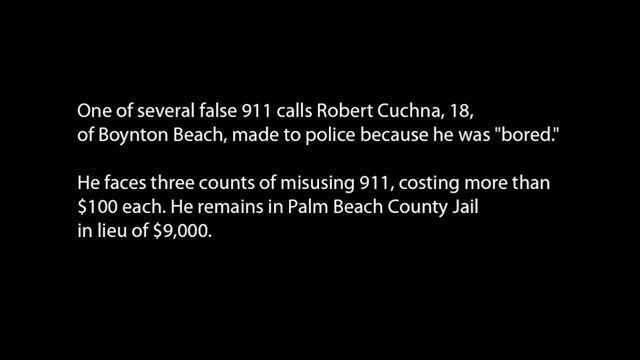 One of several false 911 calls Robert Cuchna, 18,
of Boynton Beach, made to police because he was "bored."
He faces three counts of misusing 911, costing more than
$100 each. He remains in Palm Beach County Jail
in lieu of $9,000.